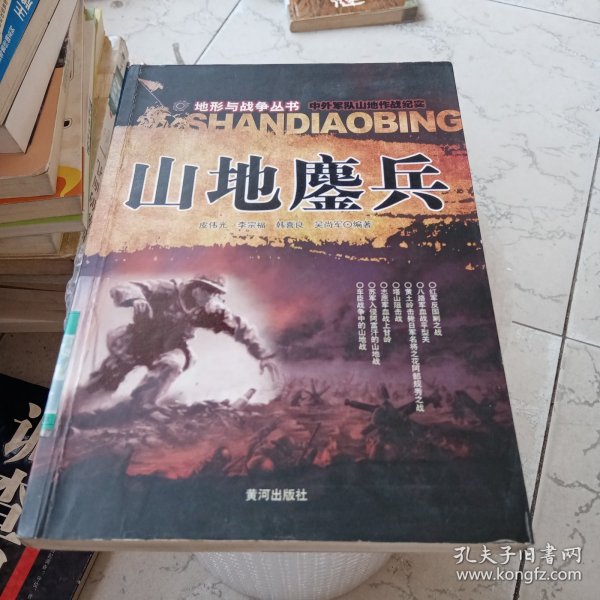 地形与战争丛书
中外军队山地作战纪实
SHANDIAOBING
山地鏖兵
皮伟光 李宗福 韩喜良 吴尚军◎编著
◎红军反围剿之战
◎八路军血战平型关
◎黄土岭击毙日军名将之花阿部规秀之战
◎塔山阻击战
◎志愿军血战上甘岭
◎苏军入侵阿富汗的山地战
◎车臣战争中的山地战
黄河出版社
孔夫子旧书网
www.kongfz.com